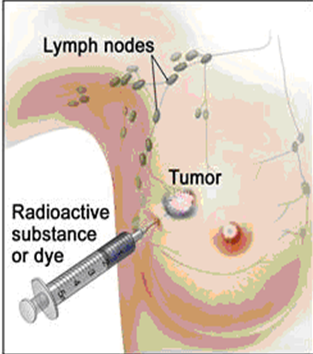 Lymph nodes
Tumor
Radioactive
substance
or dye